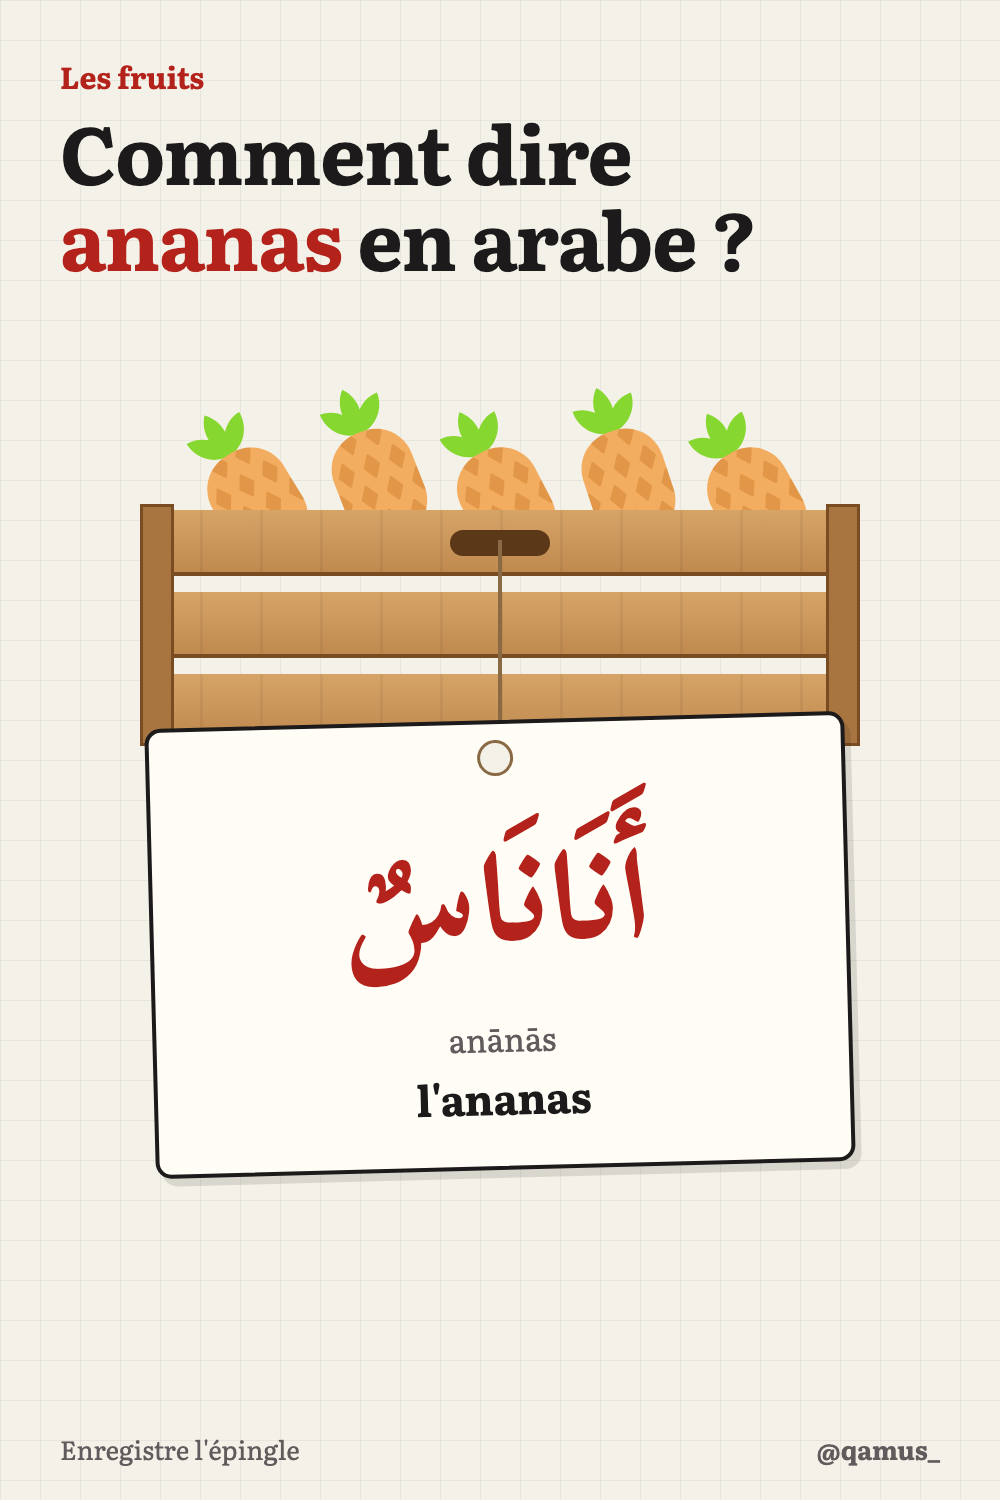 Les fruits
Comment dire
ananas en arabe ?
أَنَانَاسٌ
anānās
l'ananas
Enregistre l'épingle
@qamus_